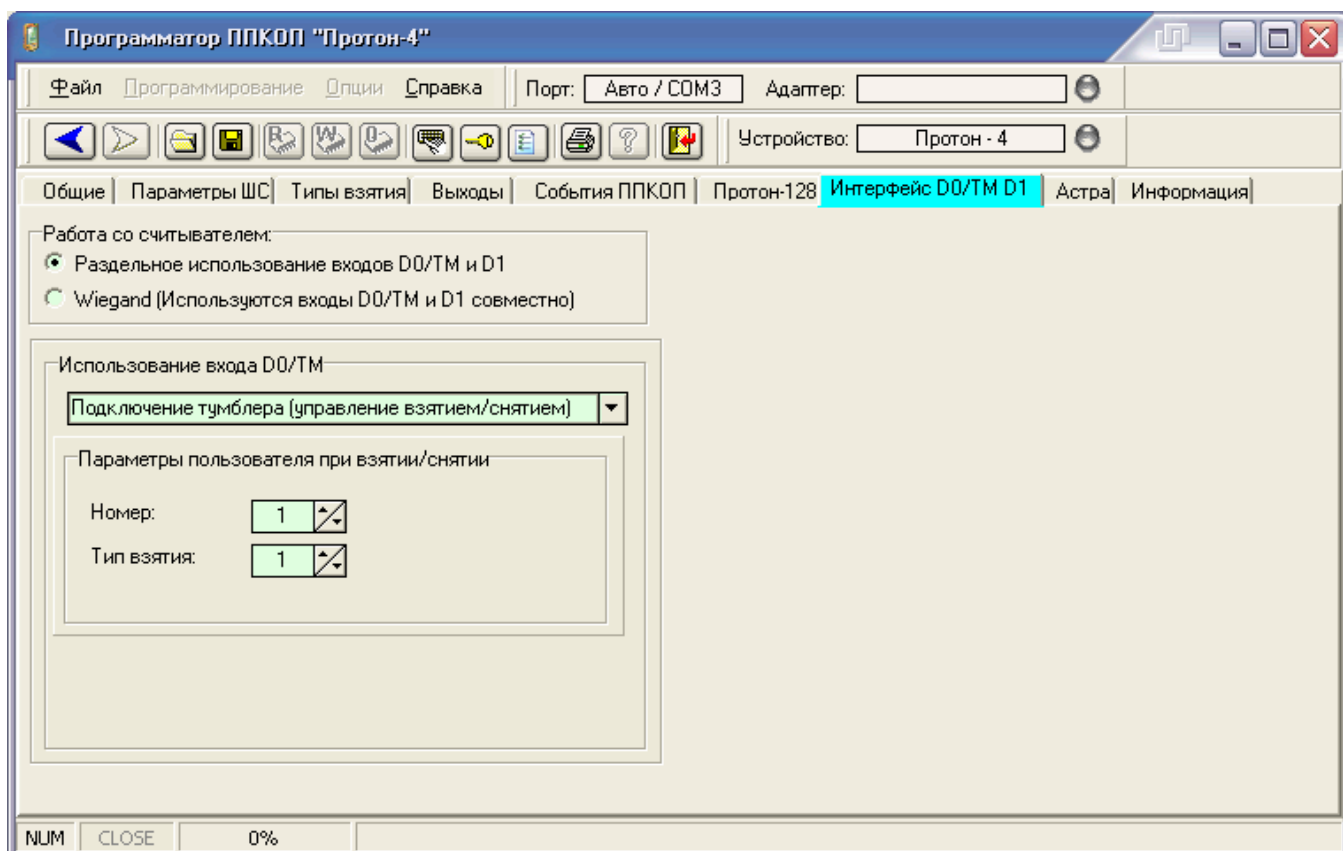 Программатор ППКОП "Протон-4"
Файл Программирование Опции Справка Порт: Авто / COM3 Адаптер:
Устройство: Протон - 4
Общие Параметры ШС Типы взятия Выходы События ППКОП Протон-128 Интерфейс D0/TM D1 Астра Информация
Работа со считывателем:
Раздельное использование входов D0/TM и D1
Wiegand (Используются входы D0/TM и D1 совместно)
Использование входа D0/TM
Подключение тумблера (управление взятием/снятием)
Параметры пользователя при взятии/снятии
Номер: 1
Тип взятия: 1
NUM CLOSE 0%